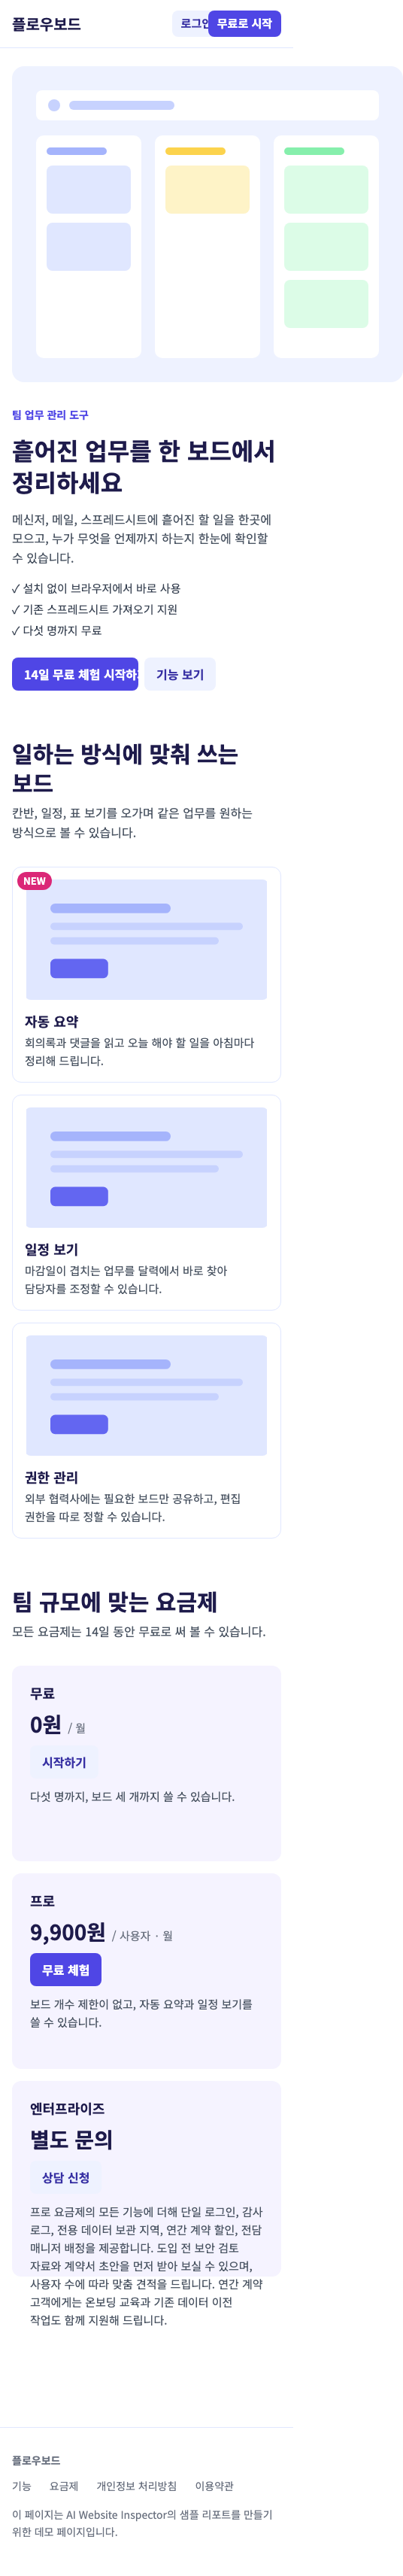 플로우보드
로그인
무료로 시작
팀 업무 관리 도구
흩어진 업무를 한 보드에서
정리하세요
메신저, 메일, 스프레드시트에 흩어진 할 일을 한곳에
모으고, 누가 무엇을 언제까지 하는지 한눈에 확인할
수 있습니다.
✓ 설치 없이 브라우저에서 바로 사용
✓ 기존 스프레드시트 가져오기 지원
✓ 다섯 명까지 무료
14일 무료 체험 시작하
기능 보기
일하는 방식에 맞춰 쓰는
보드
칸반, 일정, 표 보기를 오가며 같은 업무를 원하는
방식으로 볼 수 있습니다.
NEW
자동 요약
회의록과 댓글을 읽고 오늘 해야 할 일을 아침마다
정리해 드립니다.
일정 보기
마감일이 겹치는 업무를 달력에서 바로 찾아
담당자를 조정할 수 있습니다.
권한 관리
외부 협력사에는 필요한 보드만 공유하고, 편집
권한을 따로 정할 수 있습니다.
팀 규모에 맞는 요금제
모든 요금제는 14일 동안 무료로 써 볼 수 있습니다.
무료
0원 / 월
시작하기
다섯 명까지, 보드 세 개까지 쓸 수 있습니다.
프로
9,900원 / 사용자 · 월
무료 체험
보드 개수 제한이 없고, 자동 요약과 일정 보기를
쓸 수 있습니다.
엔터프라이즈
별도 문의
상담 신청
프로 요금제의 모든 기능에 더해 단일 로그인, 감사
로그, 전용 데이터 보관 지역, 연간 계약 할인, 전담
매니저 배정을 제공합니다. 도입 전 보안 검토
자료와 계약서 초안을 먼저 받아 보실 수 있으며,
사용자 수에 따라 맞춤 견적을 드립니다. 연간 계약
고객에게는 온보딩 교육과 기존 데이터 이전
작업도 함께 지원해 드립니다.
플로우보드
기능 요금제 개인정보 처리방침 이용약관
이 페이지는 AI Website Inspector의 샘플 리포트를 만들기
위한 데모 페이지입니다.